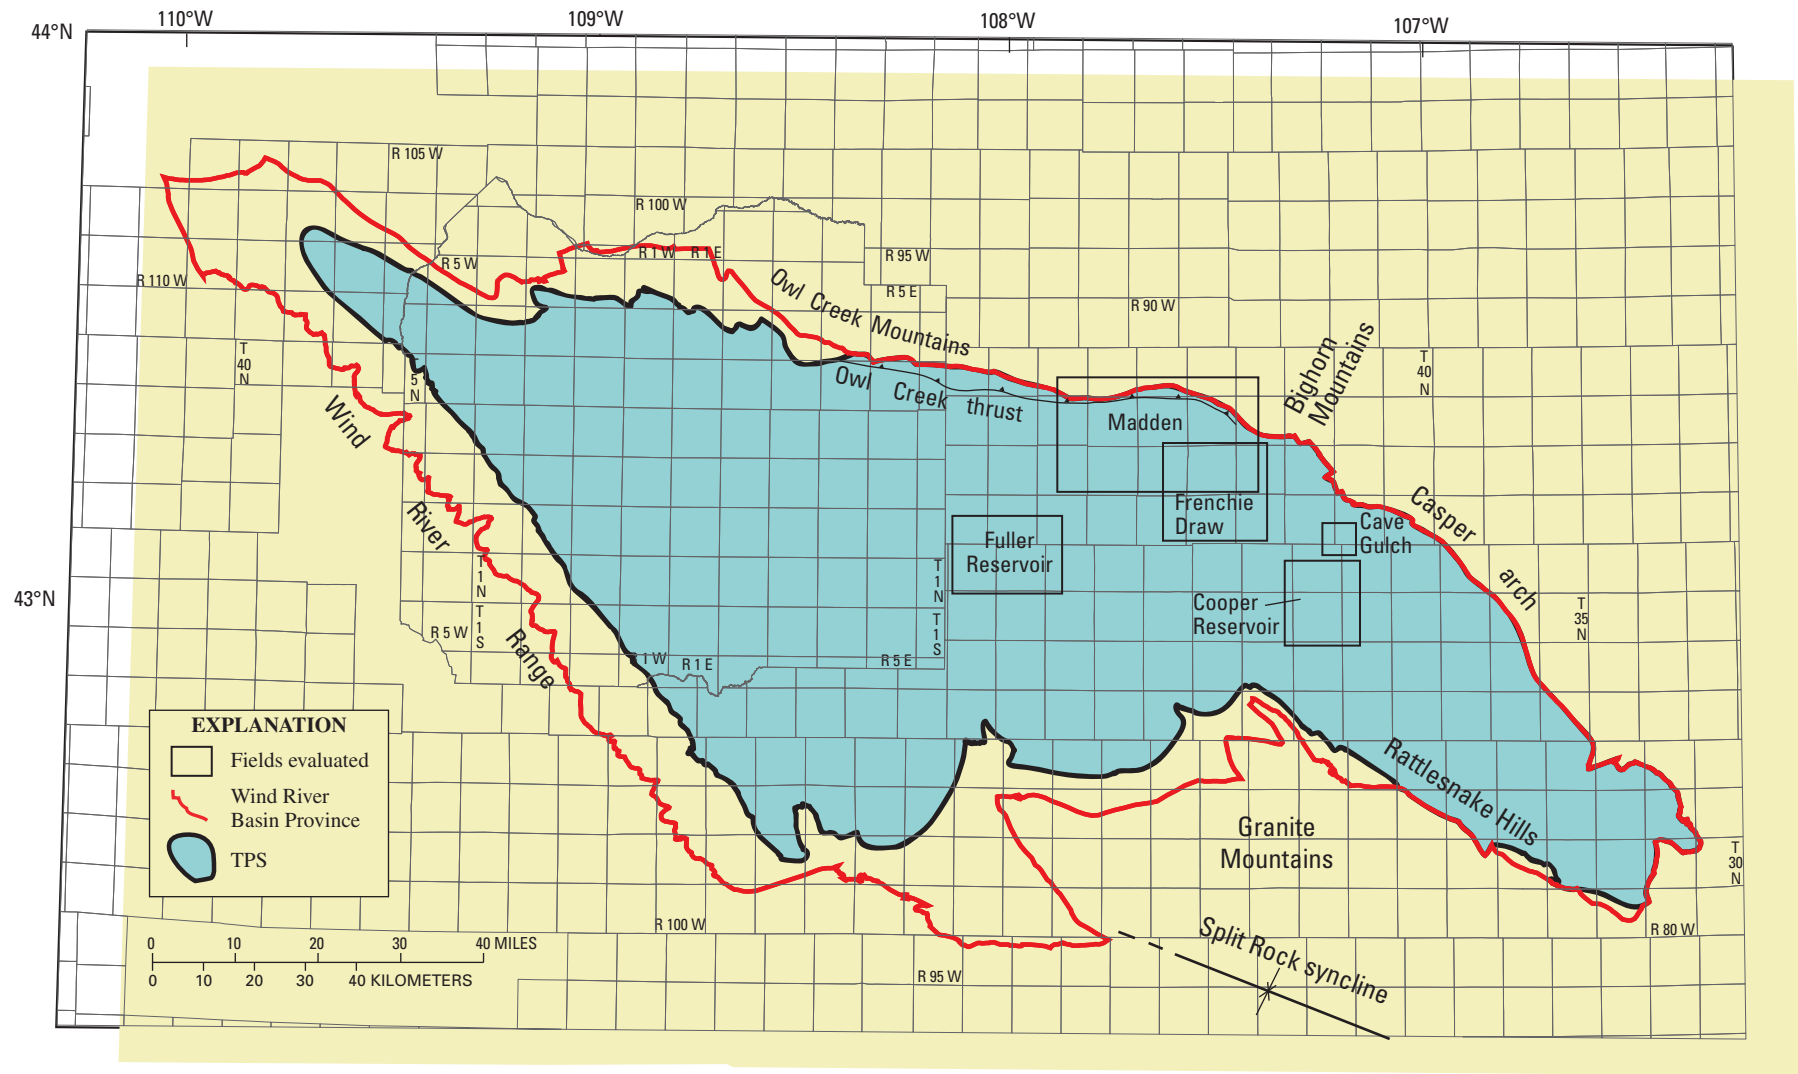 110°W
109°W
108°W
107°W
44°N
43°N
R 105 W
R 100 W
R 1 W
R 1 E
R 5 W
R 95 W
R 5 E
R 110 W
R 90 W
Owl Creek Mountains
Bighorn
Mountains
T
40
N
T
40
N
5
N
Owl Creek thrust
Madden
Wind
River
Range
Frenchie
Draw
Casper
arch
Cave
Gulch
Fuller
Reservoir
T
1
N
T
1
S
T
1
N
T
1
S
Cooper
Reservoir
T
35
N
R 5 W
1 W
R 1 E
R 5 E
EXPLANATION
Fields evaluated
Wind River
Basin Province
TPS
Rattlesnake Hills
Granite
Mountains
T
30
N
R 100 W
R 80 W
Split Rock syncline
R 95 W
0 10 20 30 40 MILES
0 10 20 30 40 KILOMETERS